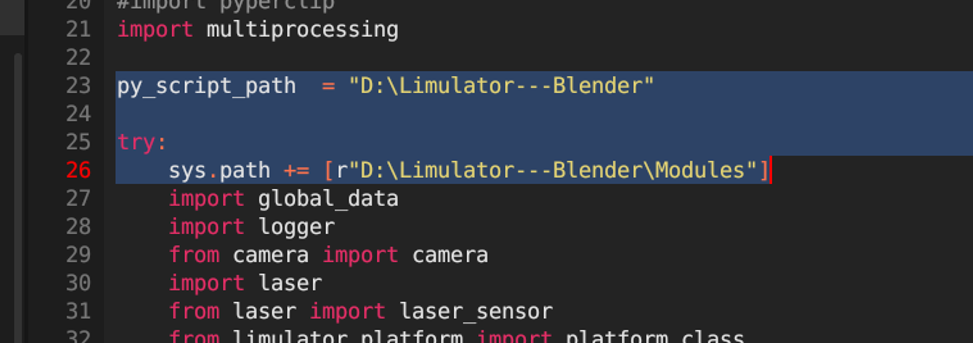 20 #import pyperclip
21 import multiprocessing
22
23 py_script_path  = "D:\Limulator---Blender"
24
25 try:
26     sys.path += [r"D:\Limulator---Blender\Modules"]
27     import global_data
28     import logger
29     from camera import camera
30     import laser
31     from laser import laser_sensor
32     from limulator_platform import platform_class